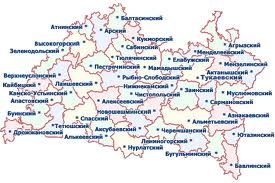 Балтасинский
Атнинский
Арский
Высокогорский
Кукморский
Сабинский
Зеленодольский
Тюлячинский
Агрызский
Менделеевский
Елабужский
Мензелинский
Пестречинский
Мамадышский
Верхнеуслонский
Рыбно-Слободский
Актанышский
Тукаевский
Кайбицкий
Лаишевский
Нижнекамский
Заинский
Камско-Устьинский
Чистопольский
Муслюмовский
Апастовский
Алексеевский
Сармановский
Буинский
Новошешминский
Азнакаевский
Спасский
Альметьевский
Дрожжановский
Тетюшский
Аксубаевский
Черемшанский
Ютазинский
Алькеевский
Лениногорский
Нурлатский
Бугульминский
Бавлинский